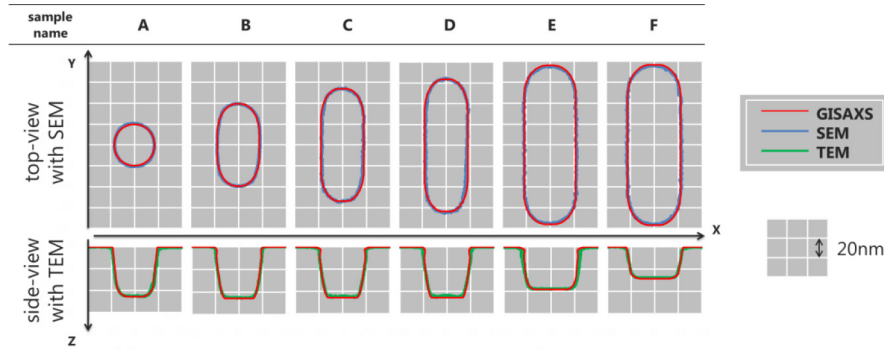 sample name A B C D E F
Y
top-view with SEM
X
side-view with TEM
Z
GISAXS
SEM
TEM
20nm